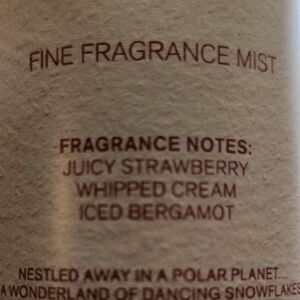 FINE FRAGRANCE MIST
FRAGRANCE NOTES:
JUICY STRAWBERRY
WHIPPED CREAM
ICED BERGAMOT
NESTLED AWAY IN A POLAR PLANET...
A WONDERLAND OF DANCING SNOWFLAKES